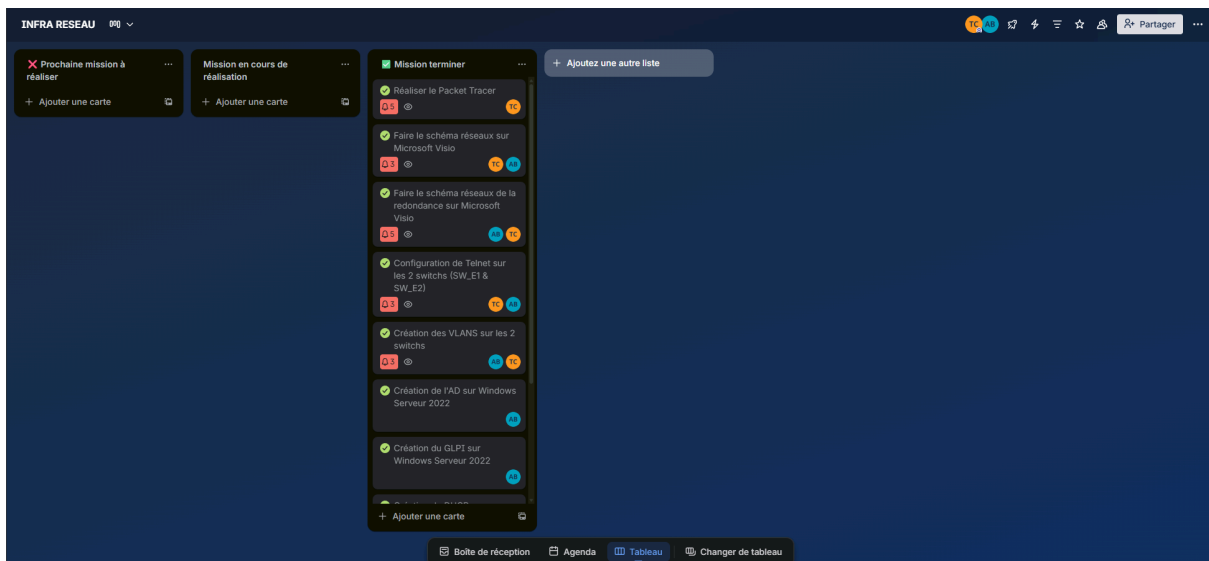 INFRA RESEAU
TC AB
Partager
Prochaine mission à
réaliser
+ Ajouter une carte
Mission en cours de
réalisation
+ Ajouter une carte
Mission terminer
Réaliser le Packet Tracer
5
TC
Faire le schéma réseaux sur
Microsoft Visio
3
TC AB
Faire le schéma réseaux de la
redondance sur Microsoft
Visio
5
AB TC
Configuration de Telnet sur
les 2 switchs (SW_E1 &
SW_E2)
3
TC AB
Création des VLANS sur les 2
switchs
3
AB TC
Création de l'AD sur Windows
Serveur 2022
AB
Création du GLPI sur
Windows Serveur 2022
AB
+ Ajouter une carte
+ Ajoutez une autre liste
Boîte de réception
Agenda
Tableau
Changer de tableau